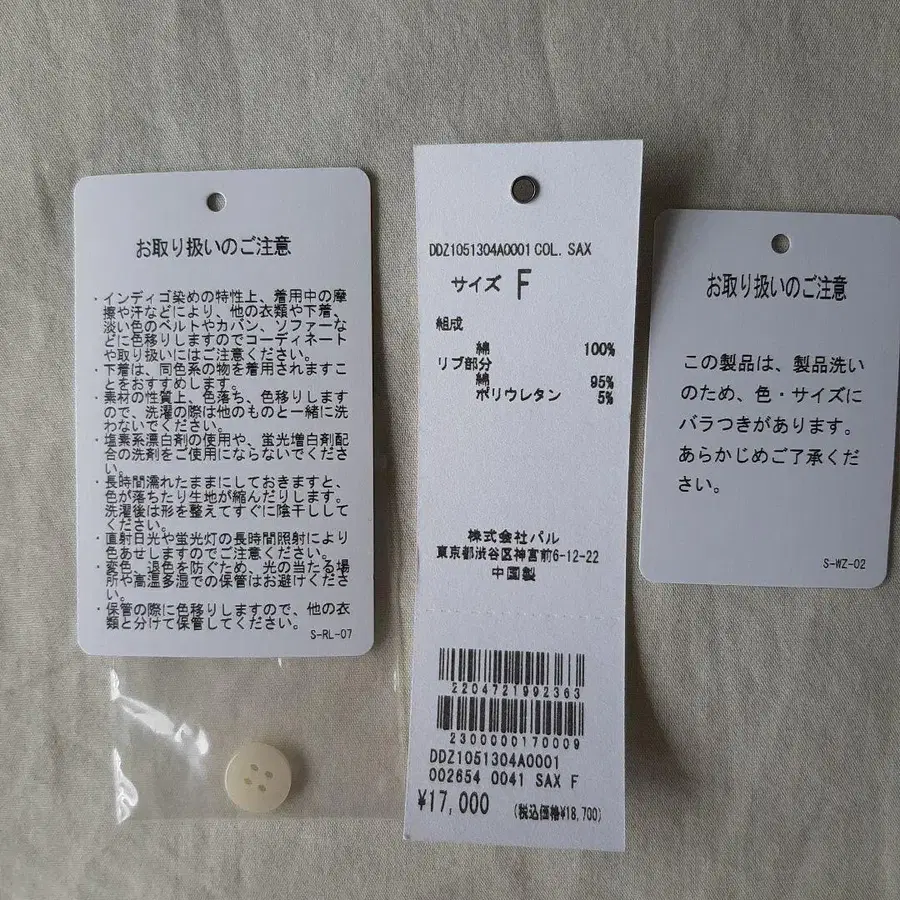 お取り扱いのご注意
・インディゴ染めの特性上、着用中の摩
擦や汗などにより、他の衣類や下着、
淡い色のベルトやカバン、ソファーな
どに色移りしますのでコーディネート
や取り扱いにはご注意ください。
・下着は、同色系の物を着用されますこ
とをおすすめします。
・素材の性質上、色落ち、色移りします
ので、洗濯の際は他のものと一緒に洗
わないでください。
・塩素系漂白剤の使用や、蛍光増白剤配
合の洗剤をご使用にならないでくださ
い。
・長時間濡れたままにしておきますと、
色が落ちたり生地が縮んだりします。
洗濯後は形を整えてすぐに陰干しして
ください。
・直射日光や蛍光灯の長時間照射により
色あせしますのでご注意ください。
・変色、退色を防ぐため、光の当たる場
所や高温多湿での保管はお避けくださ
い。
・保管の際に色移りしますので、他の衣
類と分けて保管してください。
S-RL-07
DDZ1051304A0001 COL. SAX
サイズ F
組成
綿 100%
リブ部分
綿 95%
ポリウレタン 5%
株式会社パル
東京都渋谷区神宮前6-12-22
中国製
2204721992363
2300000170009
DDZ1051304A0001
002654 0041 SAX F
¥17,000 (税込価格¥18,700)
お取り扱いのご注意
この製品は、製品洗い
のため、色・サイズに
バラつきがあります。
あらかじめご了承くだ
さい。
S-WZ-02